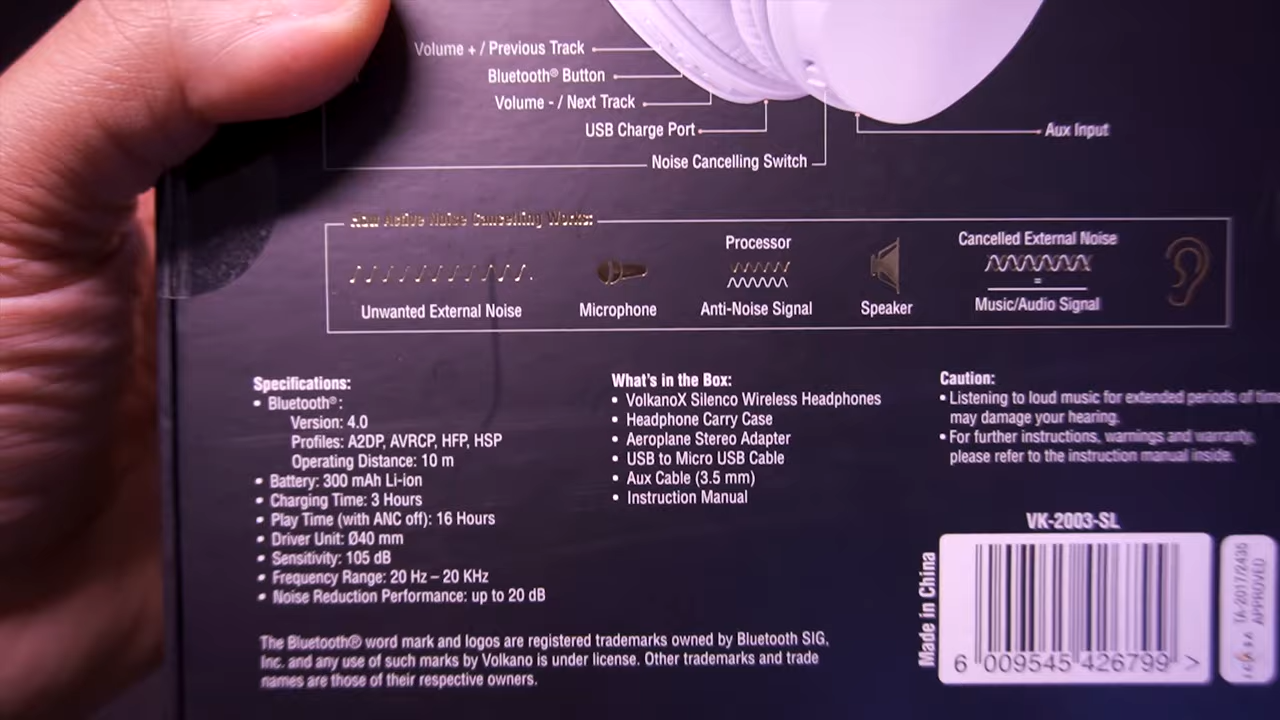 Volume + / Previous Track
Bluetooth® Button
Volume - / Next Track
USB Charge Port
Aux Input
Noise Cancelling Switch
How Active Noise Cancelling Works:
Unwanted External Noise
Microphone
Processor
Anti-Noise Signal
Speaker
Cancelled External Noise
=
Music/Audio Signal
Specifications:
• Bluetooth®:
Version: 4.0
Profiles: A2DP, AVRCP, HFP, HSP
Operating Distance: 10 m
• Battery: 300 mAh Li-ion
• Charging Time: 3 Hours
• Play Time (with ANC off): 16 Hours
• Driver Unit: Ø40 mm
• Sensitivity: 105 dB
• Frequency Range: 20 Hz – 20 KHz
• Noise Reduction Performance: up to 20 dB
What's in the Box:
• VolkanoX Silenco Wireless Headphones
• Headphone Carry Case
• Aeroplane Stereo Adapter
• USB to Micro USB Cable
• Aux Cable (3.5 mm)
• Instruction Manual
Caution:
• Listening to loud music for extended periods of time
may damage your hearing.
• For further instructions, warnings and warranty,
please refer to the instruction manual inside.
VK-2003-SL
Made in China
6 009545 426799 >
TA-2017/2435
APPROVED
The Bluetooth® word mark and logos are registered trademarks owned by Bluetooth SIG,
Inc. and any use of such marks by Volkano is under license. Other trademarks and trade
names are those of their respective owners.